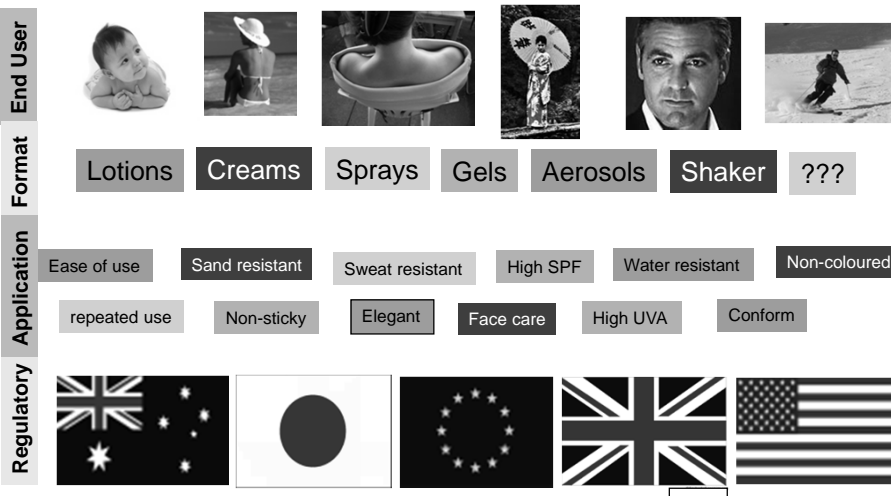 End User
Format
Lotions Creams Sprays Gels Aerosols Shaker ???
Application
Ease of use Sand resistant Sweat resistant High SPF Water resistant Non-coloured
repeated use Non-sticky Elegant Face care High UVA Conform
Regulatory